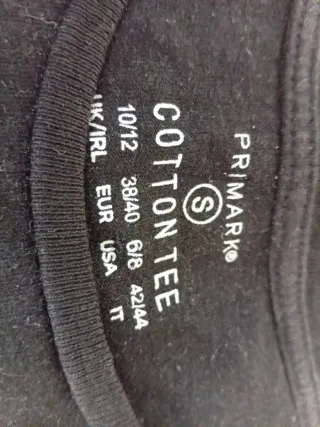 PRIMARK®
S
COTTON TEE
10/12 38/40 6/8 42/44
UK/IRL EUR USA IT